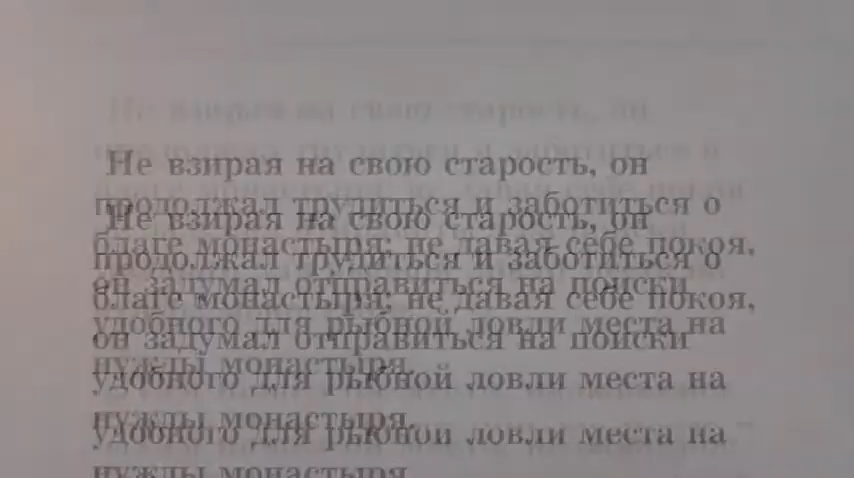 Не взирая на свою старость, он
продолжал трудиться и заботиться о
благе монастыря; не давая себе покоя,
он задумал отправиться на поиски
удобного для рыбной ловли места на
нужды монастыря.